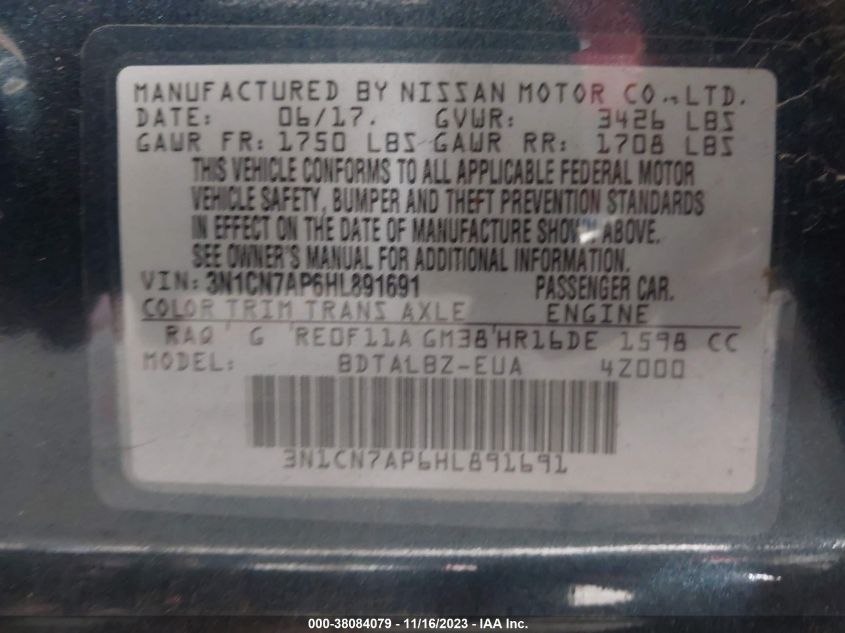 MANUFACTURED BY NISSAN MOTOR CO.,LTD.
DATE: 06/17. GVWR: 3426 LBS
GAWR FR: 1750 LBS GAWR RR: 1708 LBS
THIS VEHICLE CONFORMS TO ALL APPLICABLE FEDERAL MOTOR
VEHICLE SAFETY, BUMPER AND THEFT PREVENTION STANDARDS
IN EFFECT ON THE DATE OF MANUFACTURE SHOWN ABOVE.
SEE OWNER'S MANUAL FOR ADDITIONAL INFORMATION.
VIN: 3N1CN7AP6HL891691 PASSENGER CAR.
COLOR TRIM TRANS AXLE ENGINE
RAQ G RE0F11A GM38 HR16DE 1598 CC
MODEL: BDTALBZ-EUA 4Z000
3N1CN7AP6HL891691
000-38084079 - 11/16/2023 - IAA Inc.